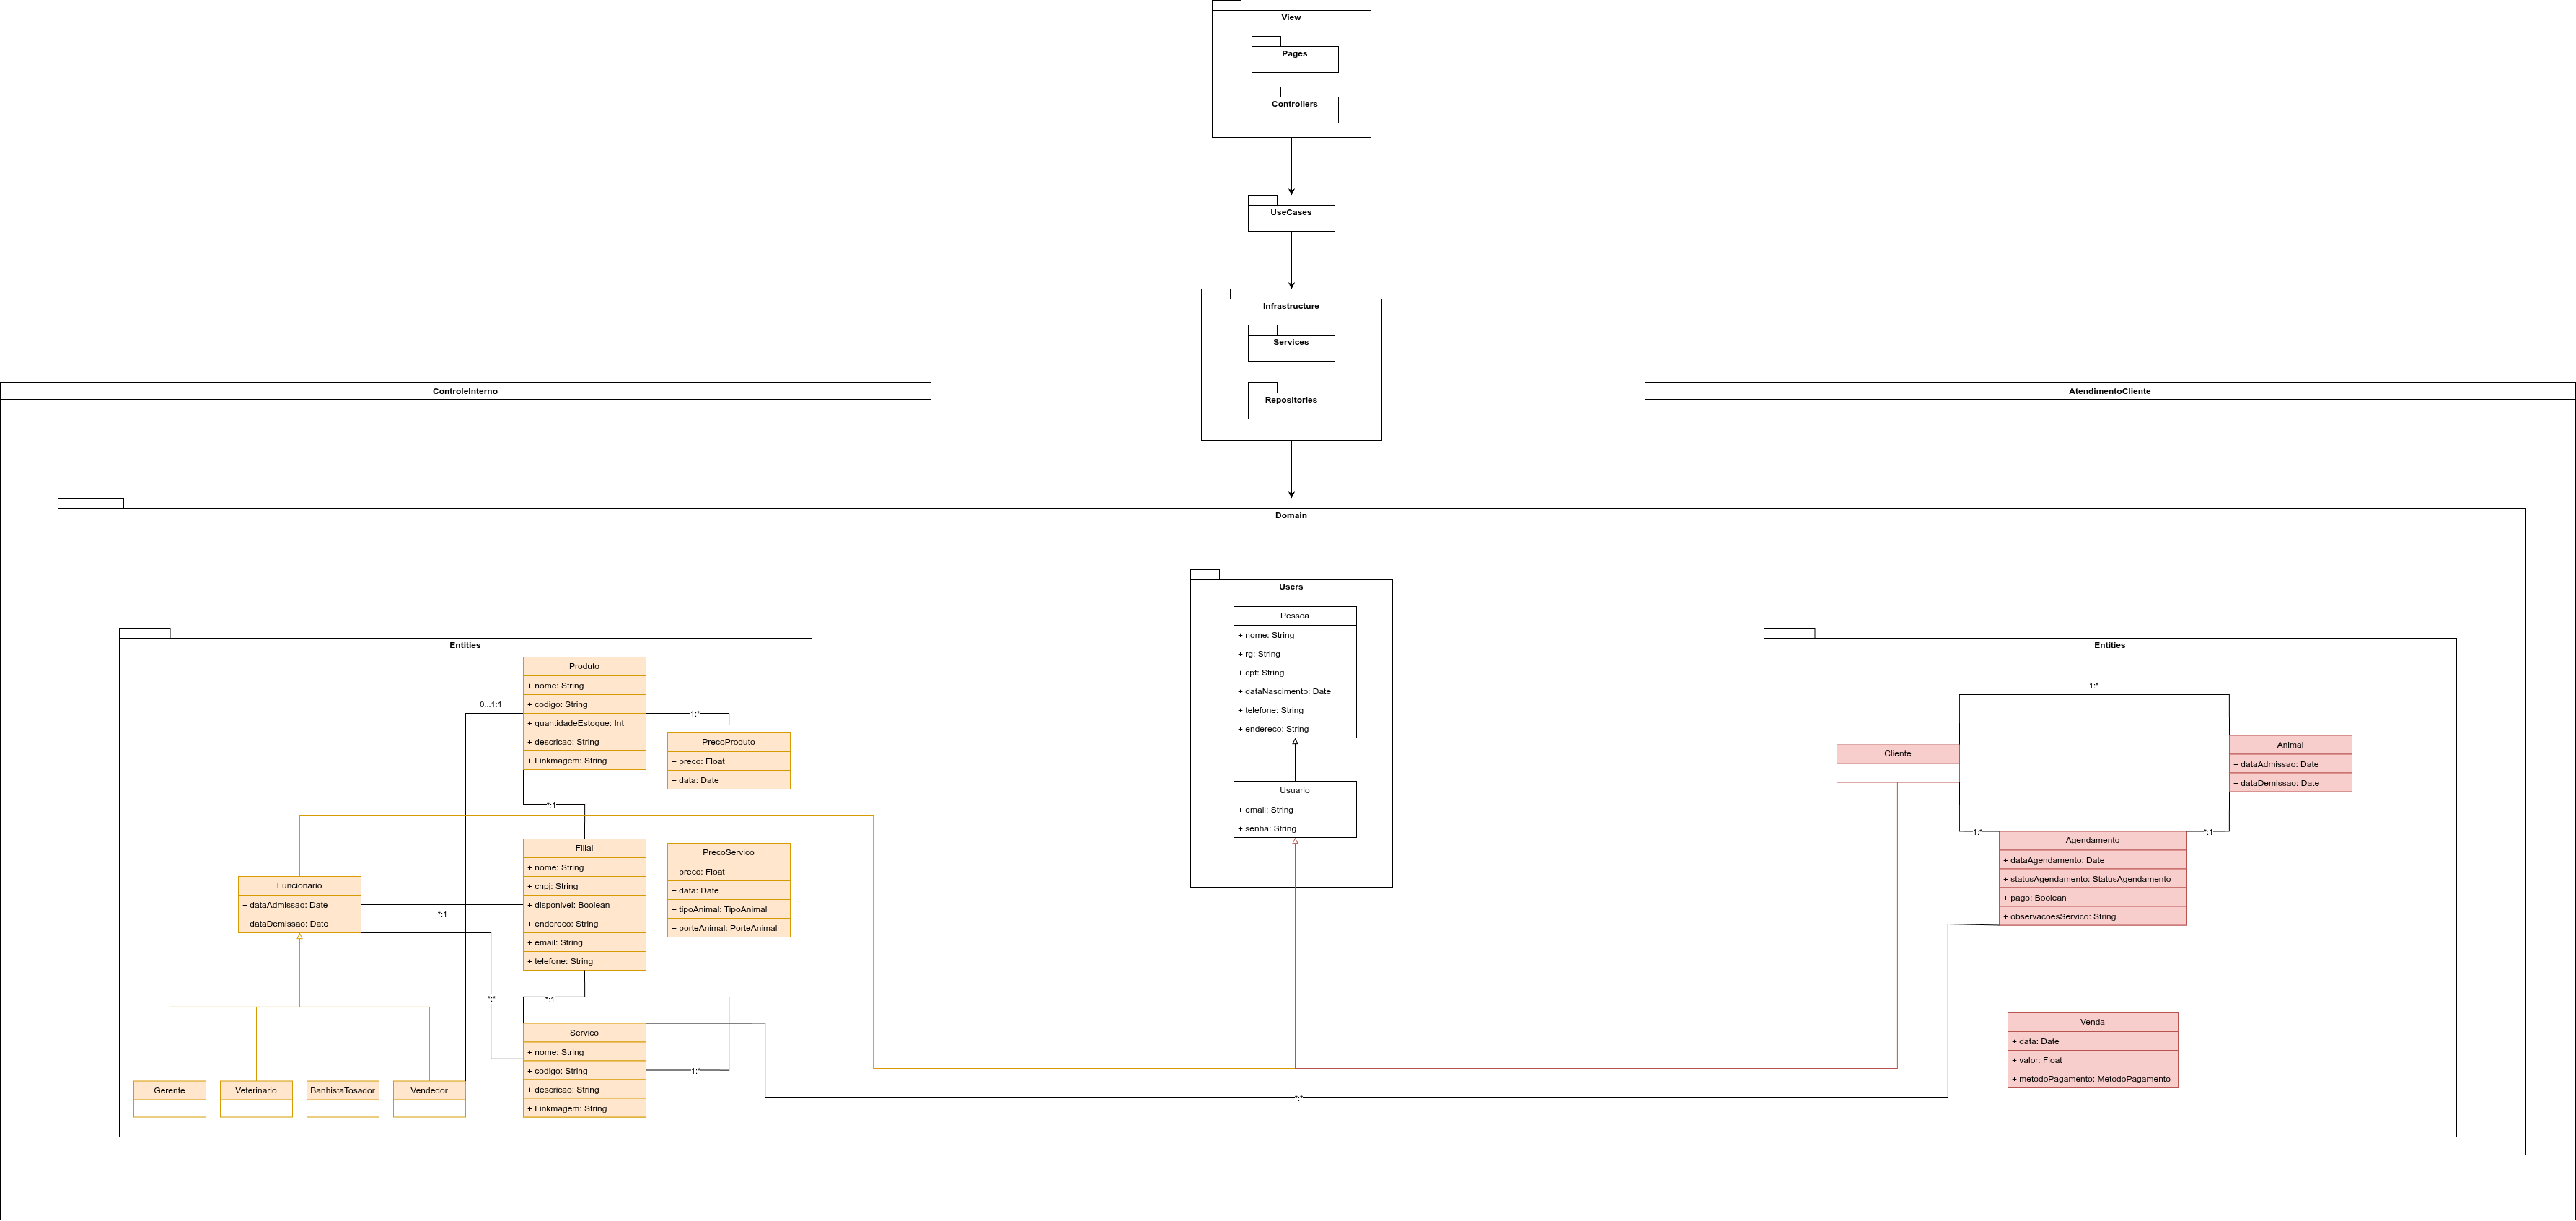 View
Pages
Controllers
UseCases
Infrastructure
Services
Repositories
ControleInterno
AtendimentoCliente
Domain
Users
Pessoa
+ nome: String
+ rg: String
+ cpf: String
+ dataNascimento: Date
+ telefone: String
+ endereco: String
Usuario
+ email: String
+ senha: String
Entities
Produto
+ nome: String
+ codigo: String
+ quantidadeEstoque: Int
+ descricao: String
+ LinkImagem: String
0...1:1
1:*
PrecoProduto
+ preco: Float
+ data: Date
*:1
Filial
+ nome: String
+ cnpj: String
+ disponivel: Boolean
+ endereco: String
+ email: String
+ telefone: String
PrecoServico
+ preco: Float
+ data: Date
+ tipoAnimal: TipoAnimal
+ porteAnimal: PorteAnimal
Funcionario
+ dataAdmissao: Date
+ dataDemissao: Date
*:1
*:*
*:1
Servico
+ nome: String
+ codigo: String
+ descricao: String
+ LinkImagem: String
1:*
Gerente
Veterinario
BanhistaTosador
Vendedor
*:*
Entities
1:*
Cliente
Animal
+ dataAdmissao: Date
+ dataDemissao: Date
1:*
*:1
Agendamento
+ dataAgendamento: Date
+ statusAgendamento: StatusAgendamento
+ pago: Boolean
+ observacoesServico: String
Venda
+ data: Date
+ valor: Float
+ metodoPagamento: MetodoPagamento